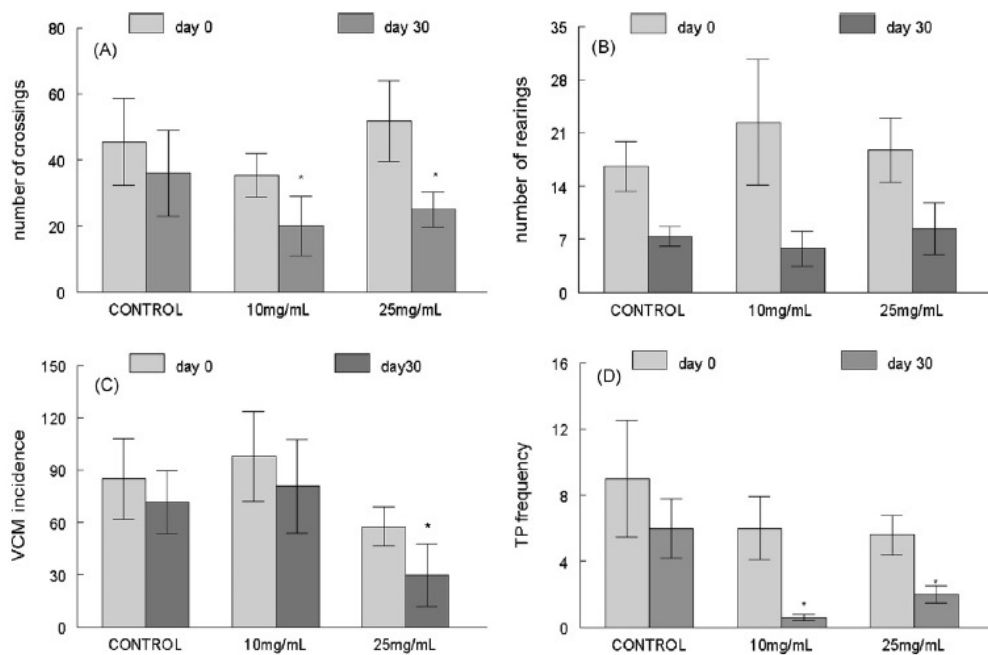 (A) day 0 day 30
number of crossings
80
60
40
20
0
* *
CONTROL 10mg/mL 25mg/mL
(B) day 0 day 30
number of rearings
35
28
21
14
7
0
CONTROL 10mg/mL 25mg/mL
(C) day 0 day30
VCM incidence
150
120
90
60
30
0
*
CONTROL 10mg/mL 25mg/mL
(D) day 0 day 30
TP frequency
16
12
8
4
0
* *
CONTROL 10mg/mL 25mg/mL